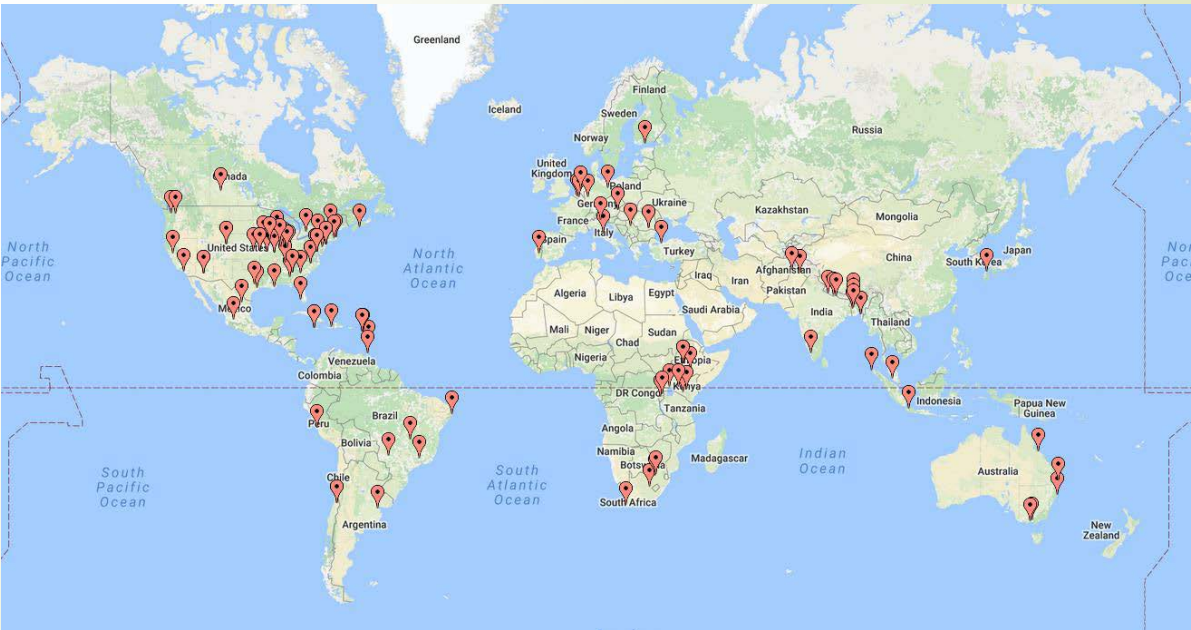 Greenland
Iceland
Finland
Sweden
Norway
Russia
United
Kingdom
Poland
Germany
Ukraine
France
Italy
Spain
Turkey
Kazakhstan
Mongolia
China
Japan
South Korea
Afghanistan
Iraq
Iran
Pakistan
India
Thailand
Canada
United States
Mexico
North
Pacific
Ocean
North
Atlantic
Ocean
Algeria
Libya
Egypt
Saudi Arabia
Mali
Niger
Chad
Sudan
Nigeria
Ethiopia
DR Congo
Kenya
Tanzania
Angola
Namibia
Botswana
Madagascar
South Africa
Venezuela
Colombia
Peru
Brazil
Bolivia
Chile
Argentina
South
Pacific
Ocean
South
Atlantic
Ocean
Indian
Ocean
Indonesia
Papua New
Guinea
Australia
New
Zealand
Nor
Pac
Oce